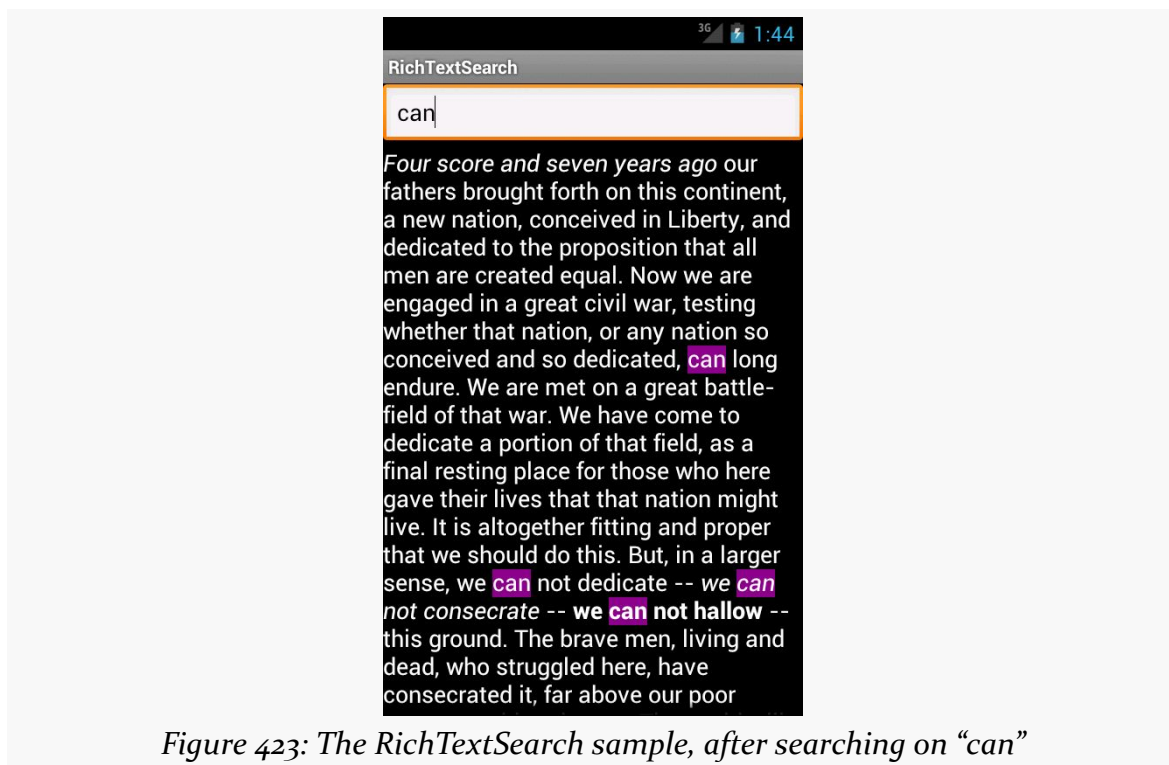 3G 1:44
RichTextSearch
can
Four score and seven years ago our
fathers brought forth on this continent,
a new nation, conceived in Liberty, and
dedicated to the proposition that all
men are created equal. Now we are
engaged in a great civil war, testing
whether that nation, or any nation so
conceived and so dedicated, can long
endure. We are met on a great battle-
field of that war. We have come to
dedicate a portion of that field, as a
final resting place for those who here
gave their lives that that nation might
live. It is altogether fitting and proper
that we should do this. But, in a larger
sense, we can not dedicate -- we can
not consecrate -- we can not hallow --
this ground. The brave men, living and
dead, who struggled here, have
consecrated it, far above our poor
Figure 423: The RichTextSearch sample, after searching on “can”